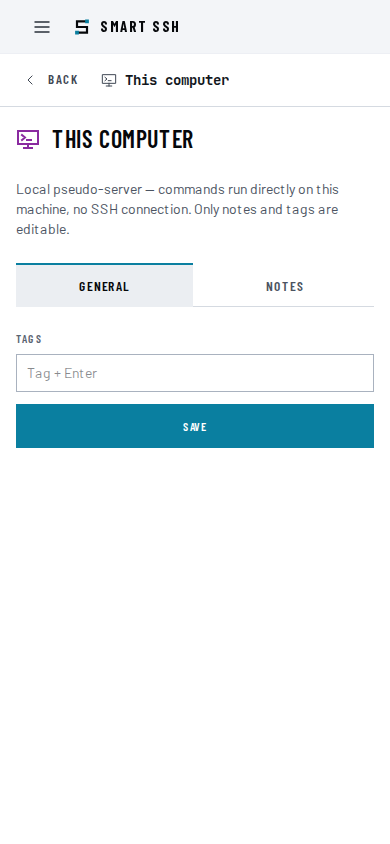 SMART SSH
BACK
This computer
THIS COMPUTER
Local pseudo-server — commands run directly on this
machine, no SSH connection. Only notes and tags are
editable.
GENERAL
NOTES
TAGS
Tag + Enter
SAVE